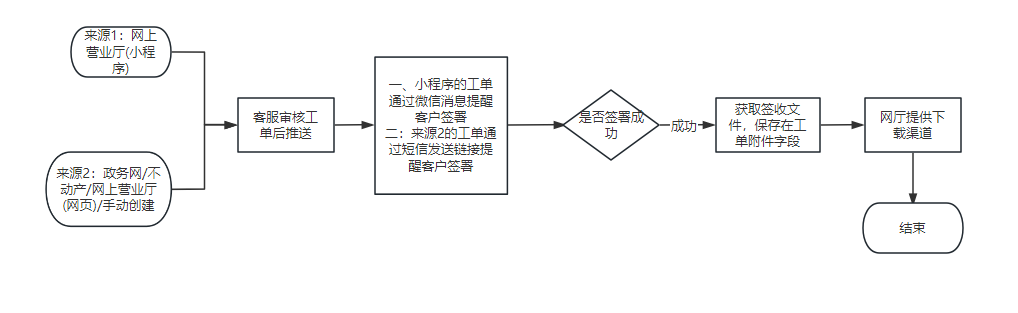 来源1：网上
营业厅(小程
序)
来源2：政务网/不
动产/网上营业厅
(网页)/手动创建
客服审核工
单后推送
一、小程序的工单
通过微信消息提醒
客户签署
二：来源2的工单通
过短信发送链接提
醒客户签署
是否签署成
功
成功
获取签收文
件，保存在工
单附件字段
网厅提供下
载渠道
结束